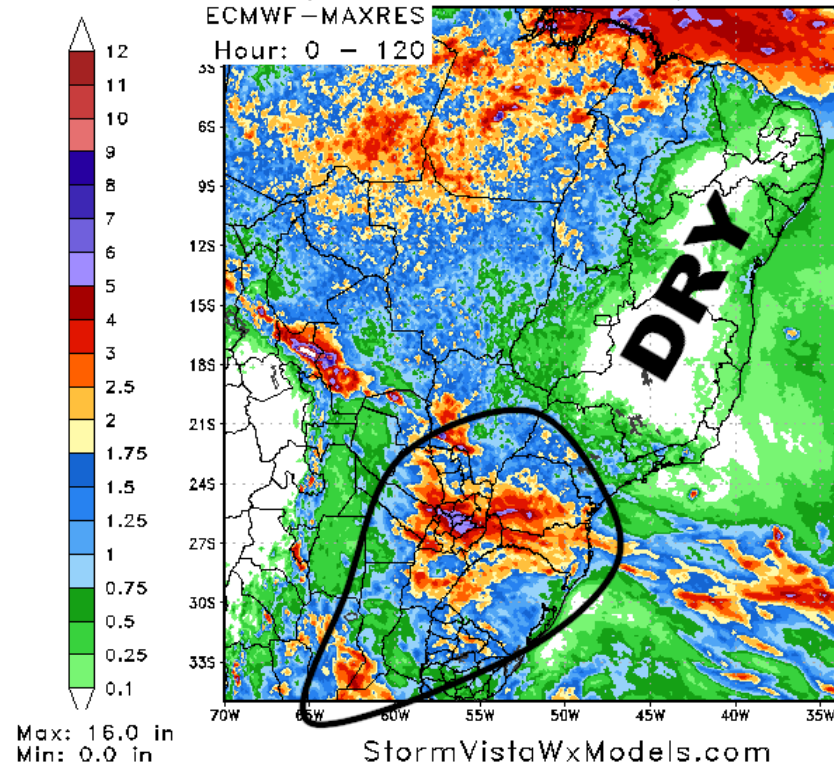 ECMWF-MAXRES
Hour: 0 - 120
12
11
10
9
8
7
6
5
4
3
2.5
2
1.75
1.5
1.25
1
0.75
0.5
0.25
0.1
3S
6S
9S
12S
15S
18S
21S
24S
27S
30S
33S
DRY
70W 65W 60W 55W 50W 45W 40W 35W
Max: 16.0 in
Min: 0.0 in
StormVistaWxModels.com